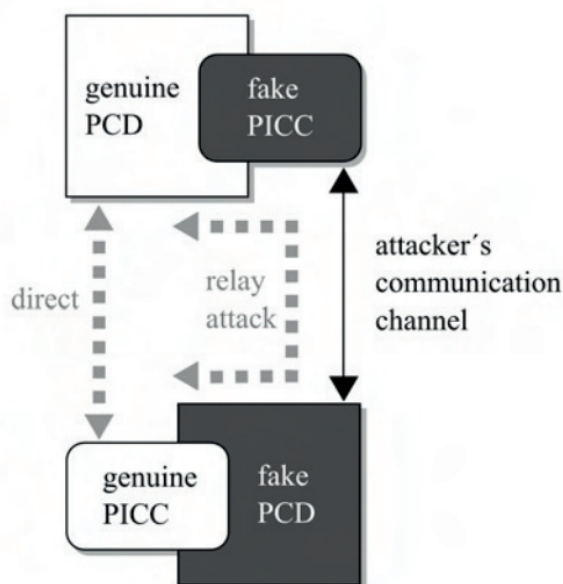 genuine
PCD
fake
PICC
direct
relay
attack
attacker´s
communication
channel
genuine
PICC
fake
PCD